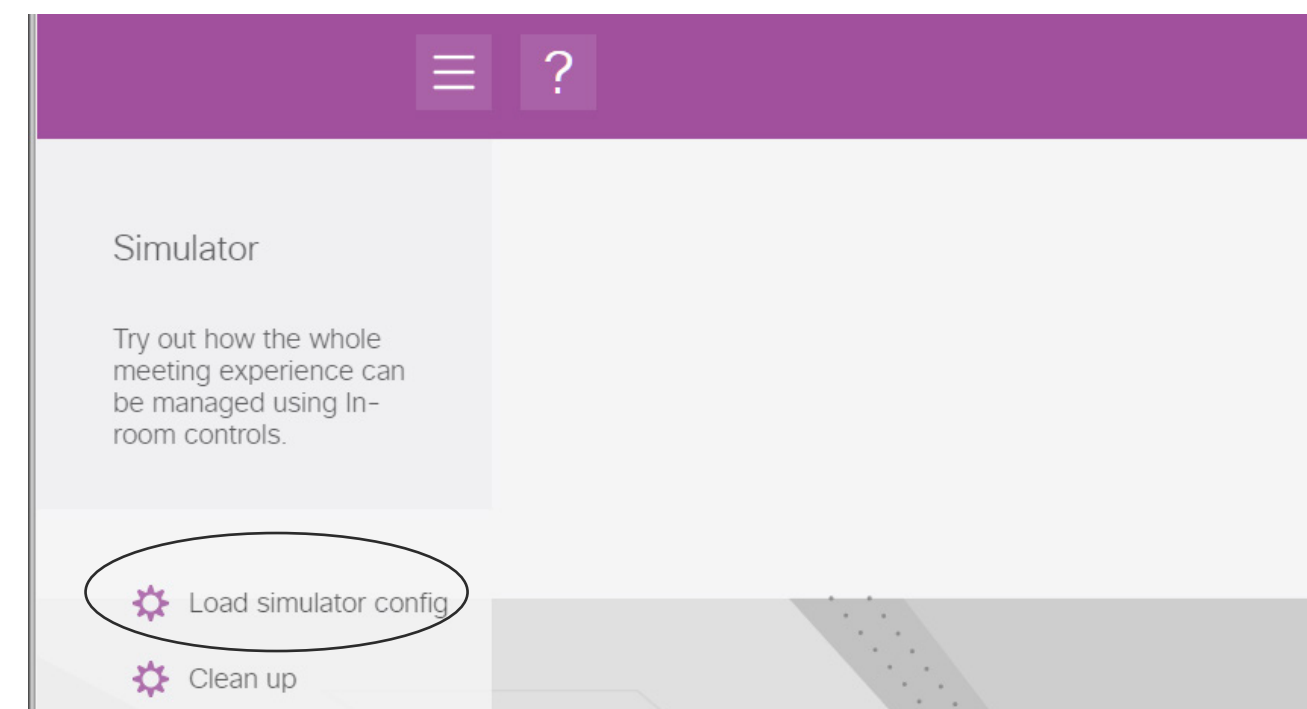 ?
Simulator
Try out how the whole
meeting experience can
be managed using In-
room controls.
Load simulator config
Clean up